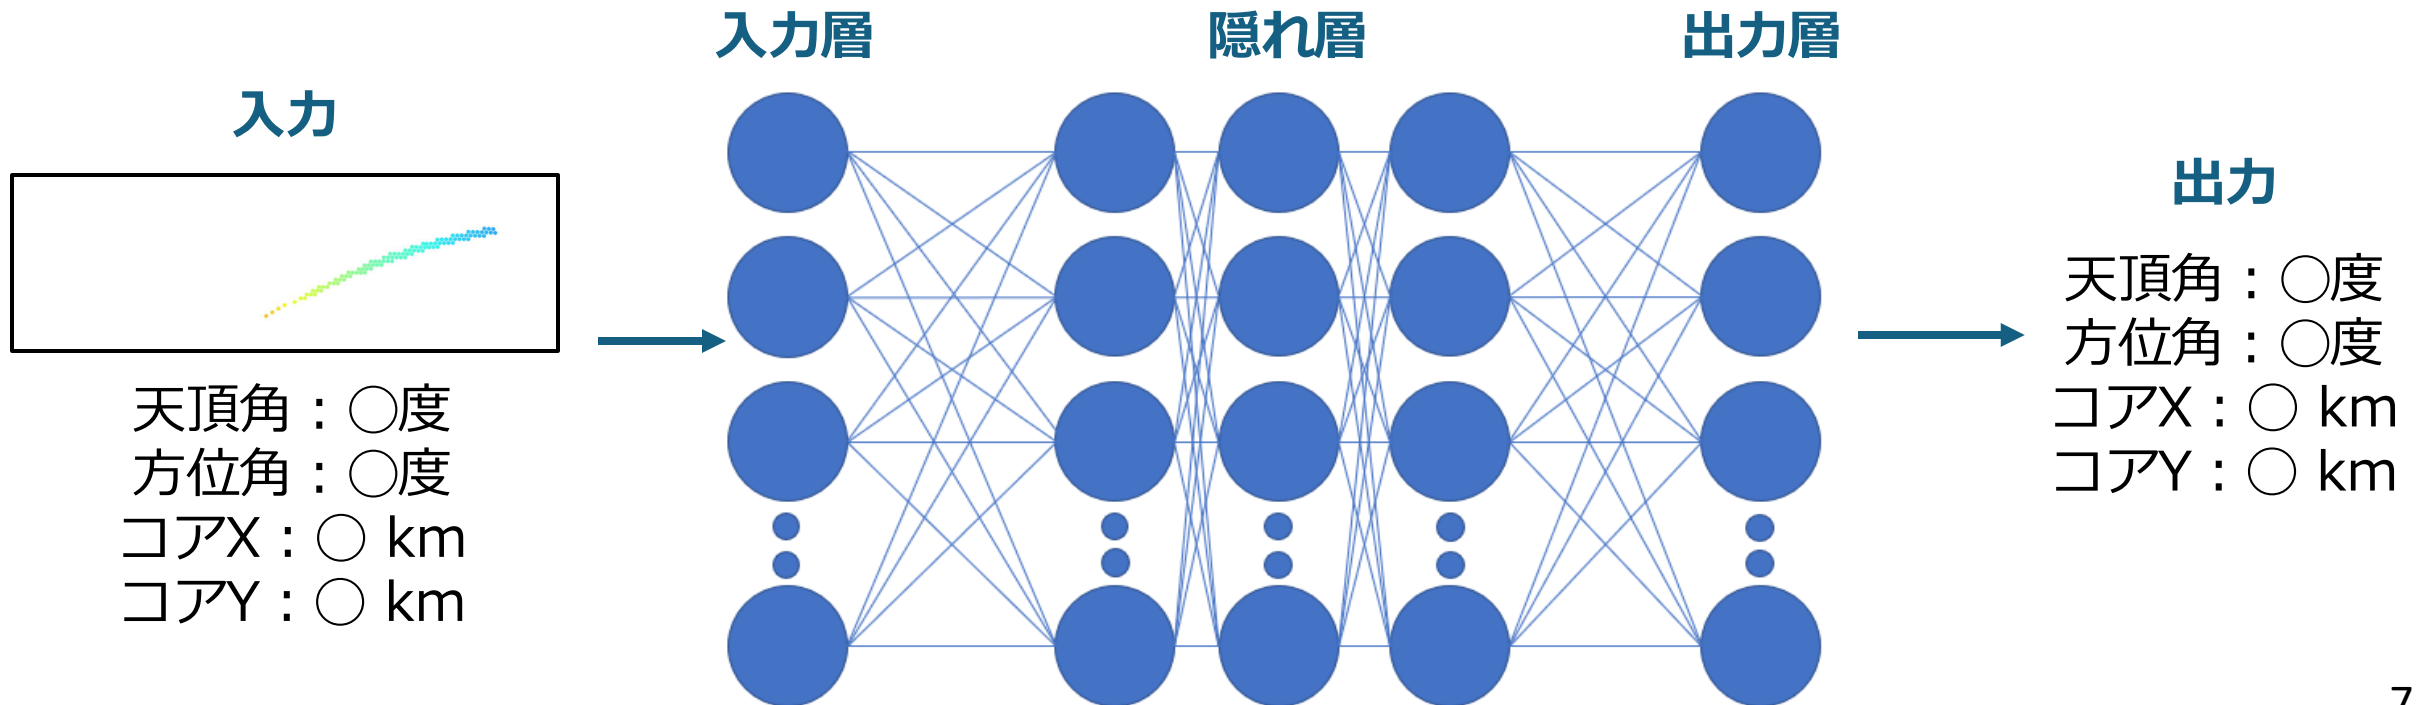 入力
天頂角：◯度
方位角：◯度
コアX：◯ km
コアY：◯ km
入力層
隠れ層
出力層
出力
天頂角：◯度
方位角：◯度
コアX：◯ km
コアY：◯ km
7